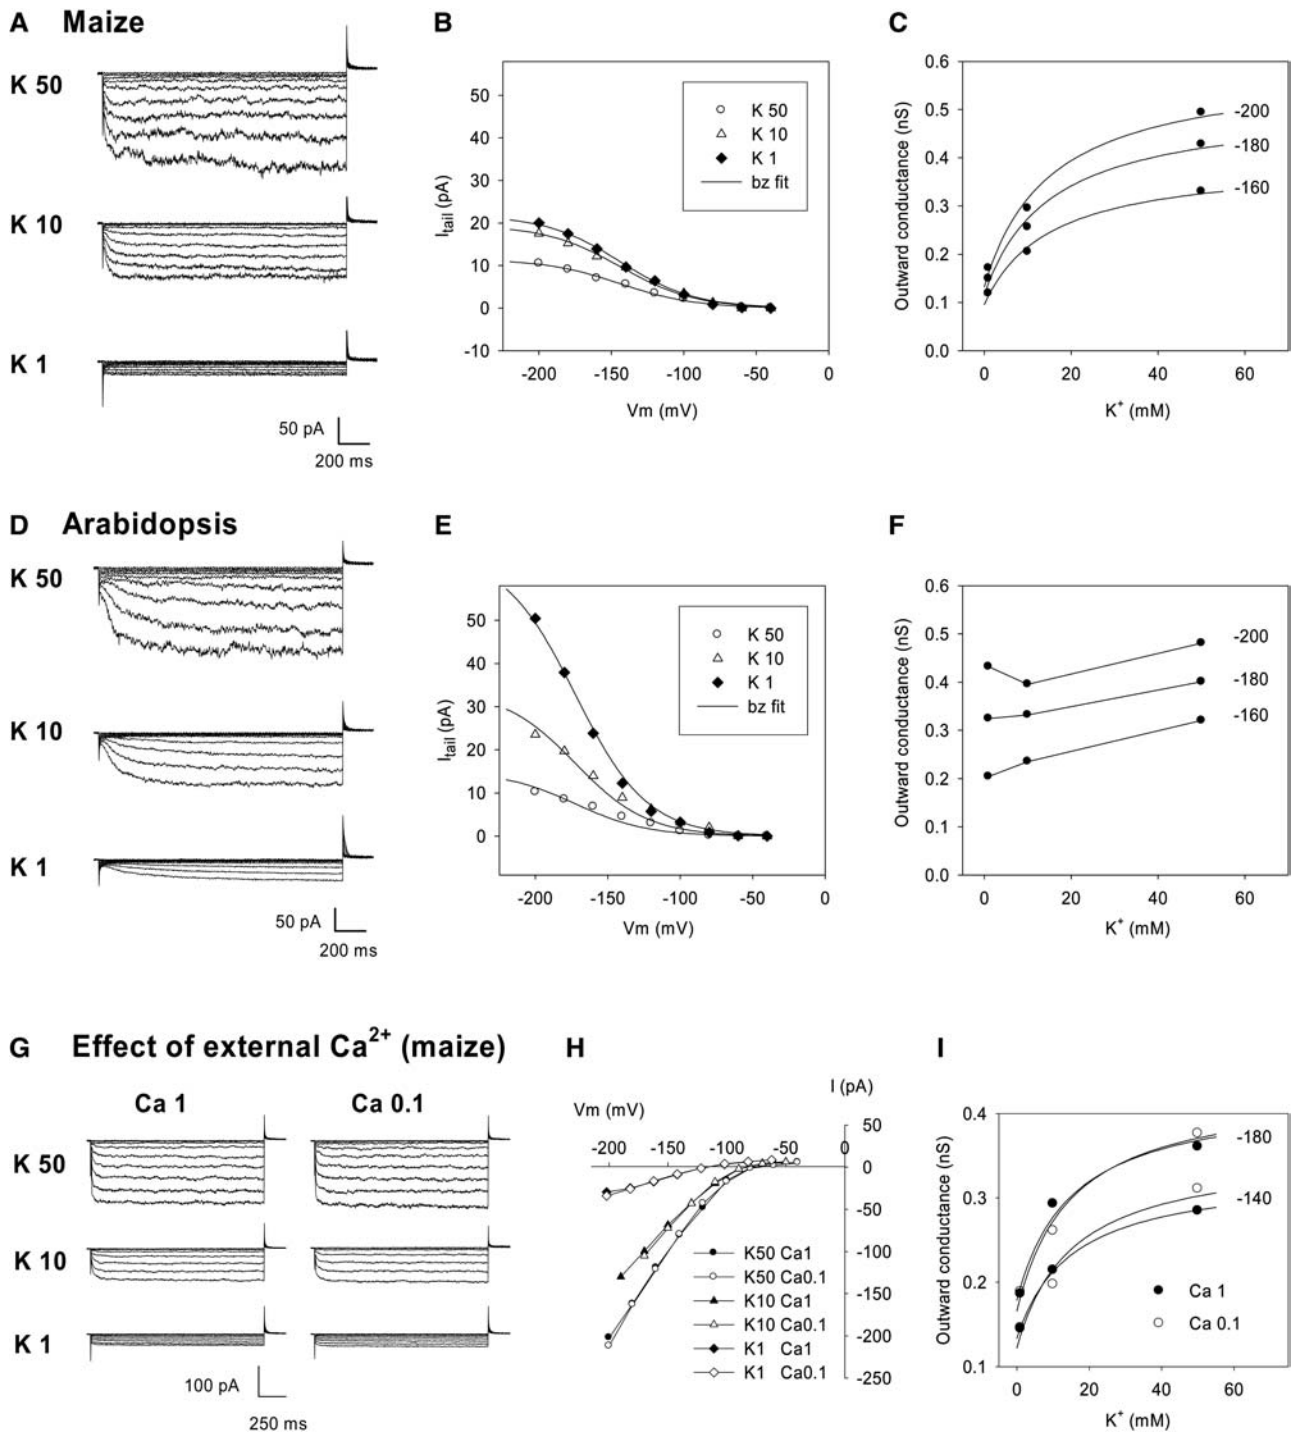 A Maize
K 50
K 10
K 1
50 pA
200 ms
B
50
40
30
20
10
0
-10
I_tail (pA)
K 50
K 10
K 1
bz fit
-200 -150 -100 -50 0
Vm (mV)
C
0.6
0.5
0.4
0.3
0.2
0.1
0.0
Outward conductance (nS)
-200
-180
-160
0 20 40 60
K⁺ (mM)
D Arabidopsis
K 50
K 10
K 1
50 pA
200 ms
E
50
40
30
20
10
0
I_tail (pA)
K 50
K 10
K 1
bz fit
-200 -150 -100 -50 0
Vm (mV)
F
0.6
0.5
0.4
0.3
0.2
0.1
0.0
Outward conductance (nS)
-200
-180
-160
0 20 40 60
K⁺ (mM)
G Effect of external Ca²⁺ (maize)
Ca 1 Ca 0.1
K 50
K 10
K 1
100 pA
250 ms
H
I (pA)
Vm (mV)
-200 -150 -100 -50 0
50
0
-50
-100
-150
-200
-250
K50 Ca1
K50 Ca0.1
K10 Ca1
K10 Ca0.1
K1 Ca1
K1 Ca0.1
I
0.4
0.3
0.2
0.1
Outward conductance (nS)
-180
-140
Ca 1
Ca 0.1
0 20 40 60
K⁺ (mM)